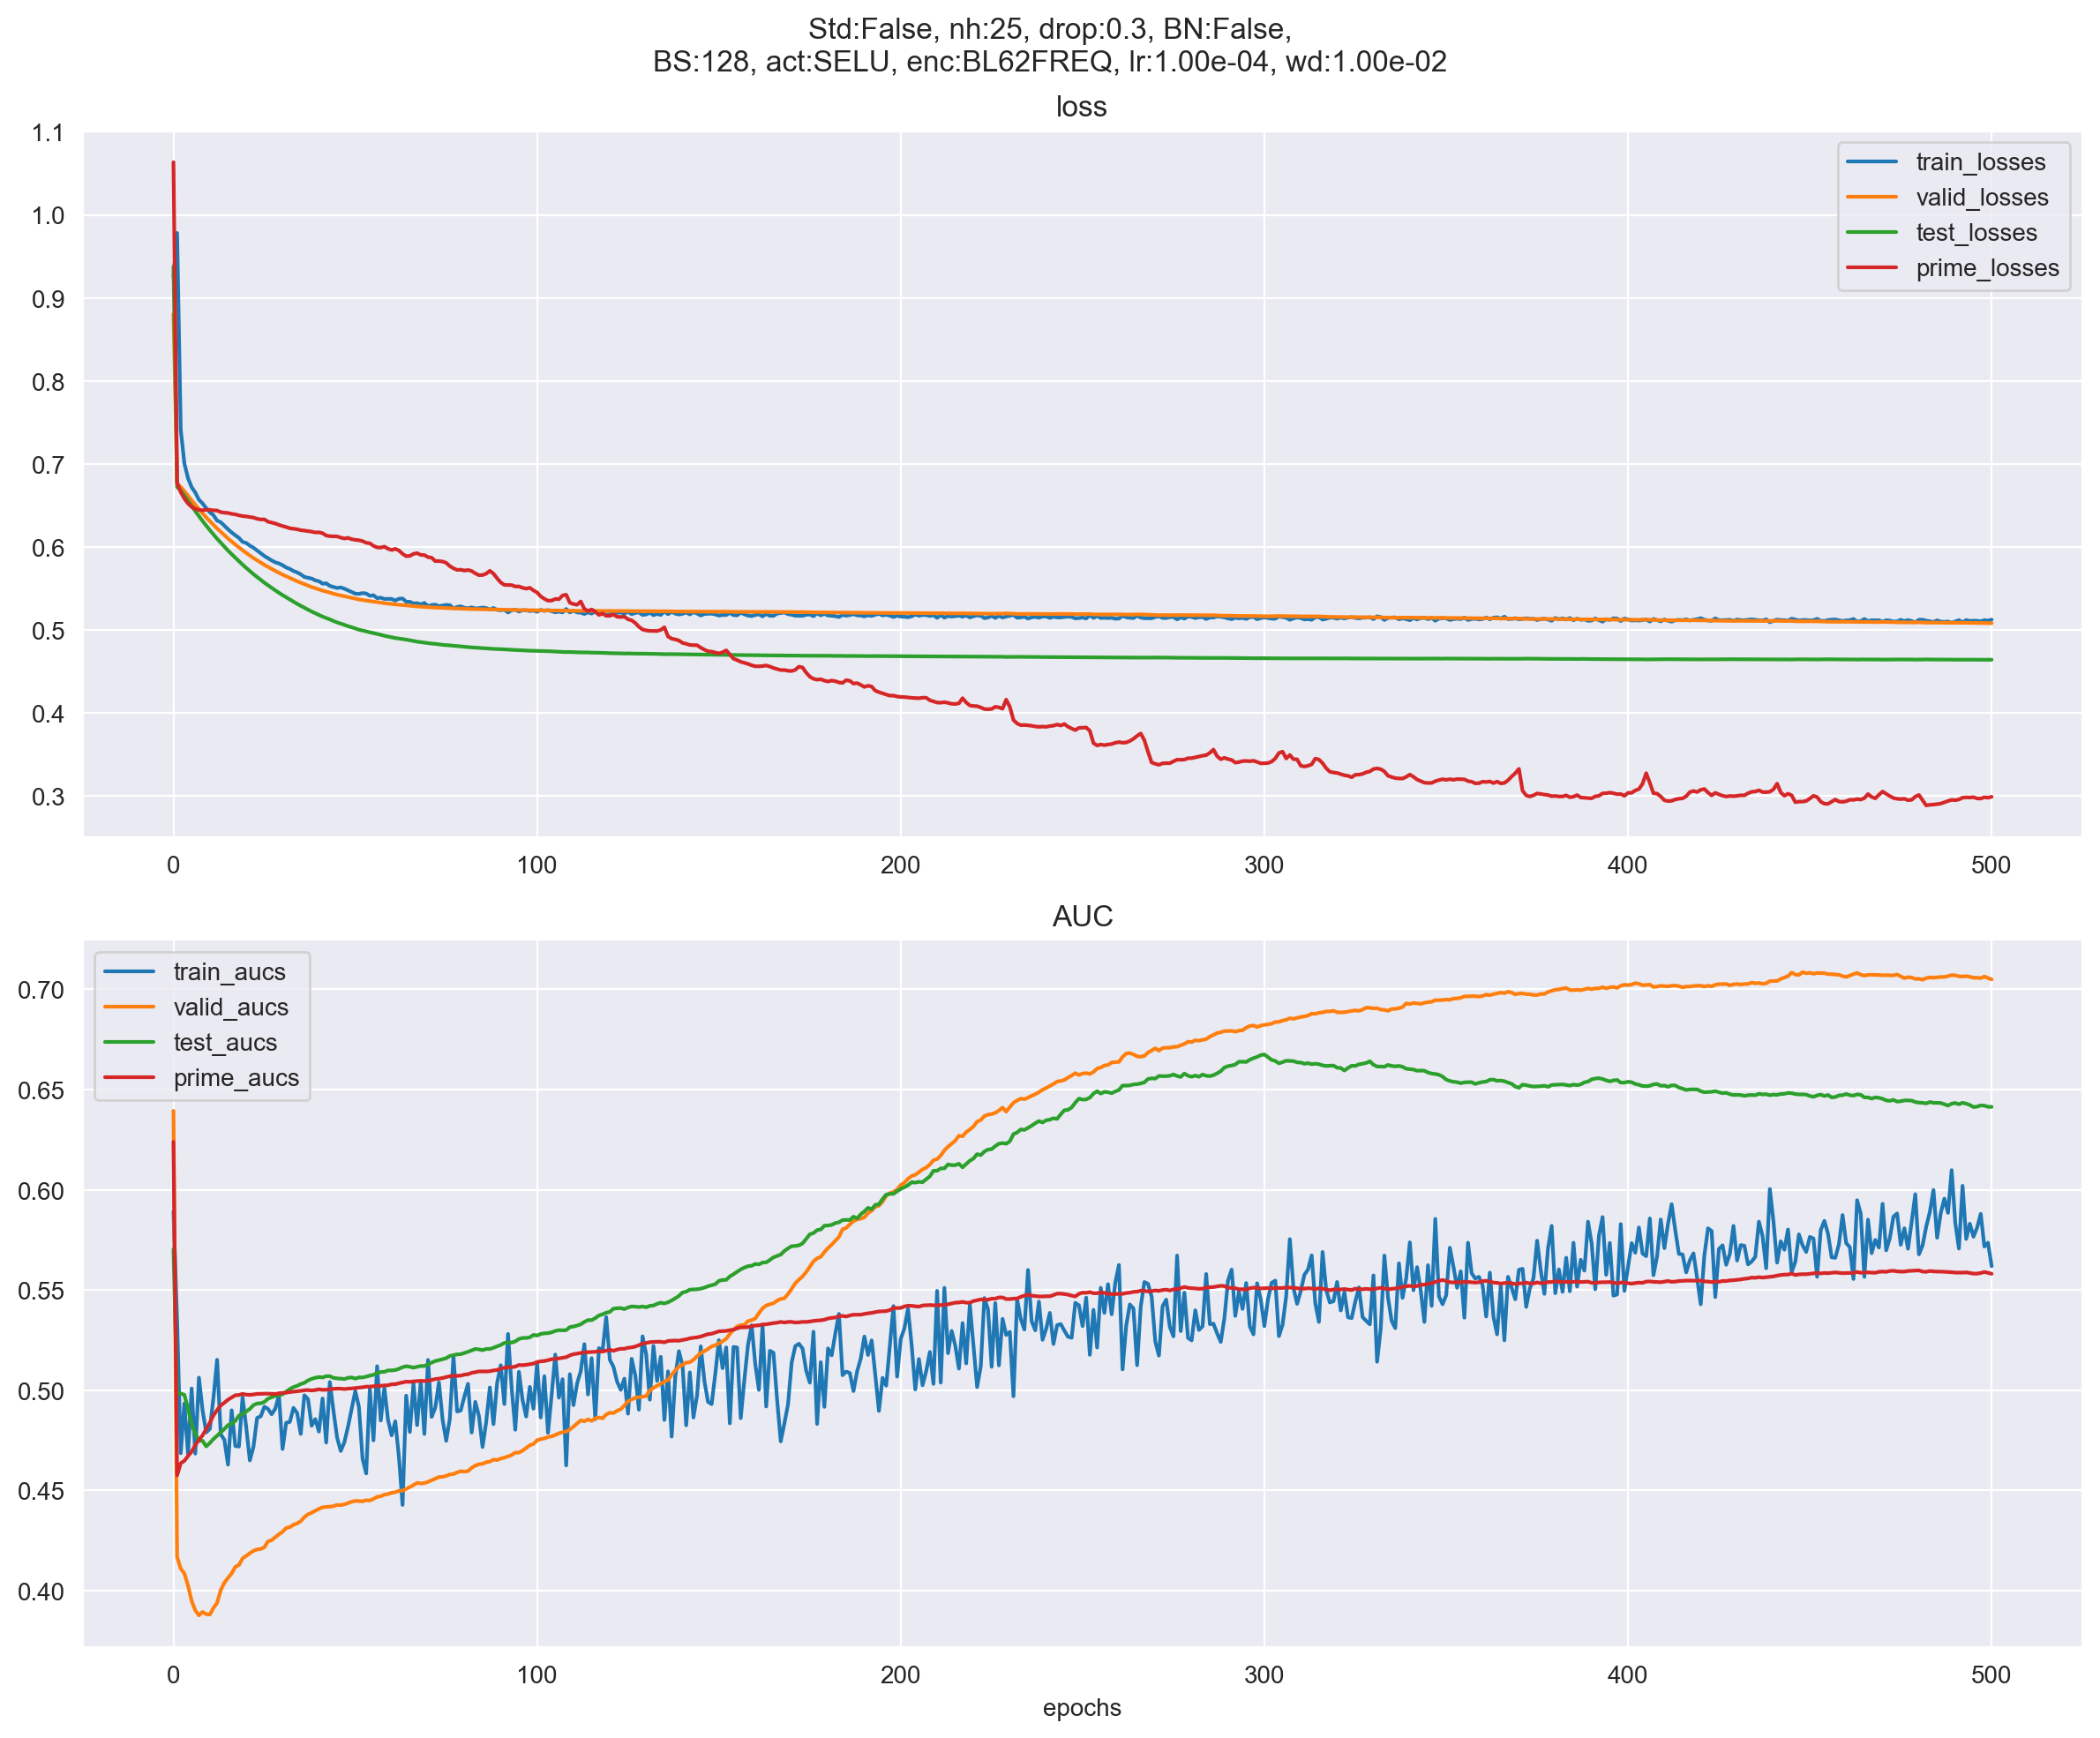 Std:False, nh:25, drop:0.3, BN:False,
BS:128, act:SELU, enc:BL62FREQ, lr:1.00e-04, wd:1.00e-02
loss
1.1
1.0
0.9
0.8
0.7
0.6
0.5
0.4
0.3
train_losses
valid_losses
test_losses
prime_losses
0 100 200 300 400 500
AUC
train_aucs
valid_aucs
test_aucs
prime_aucs
0.70
0.65
0.60
0.55
0.50
0.45
0.40
0 100 200 300 400 500
epochs